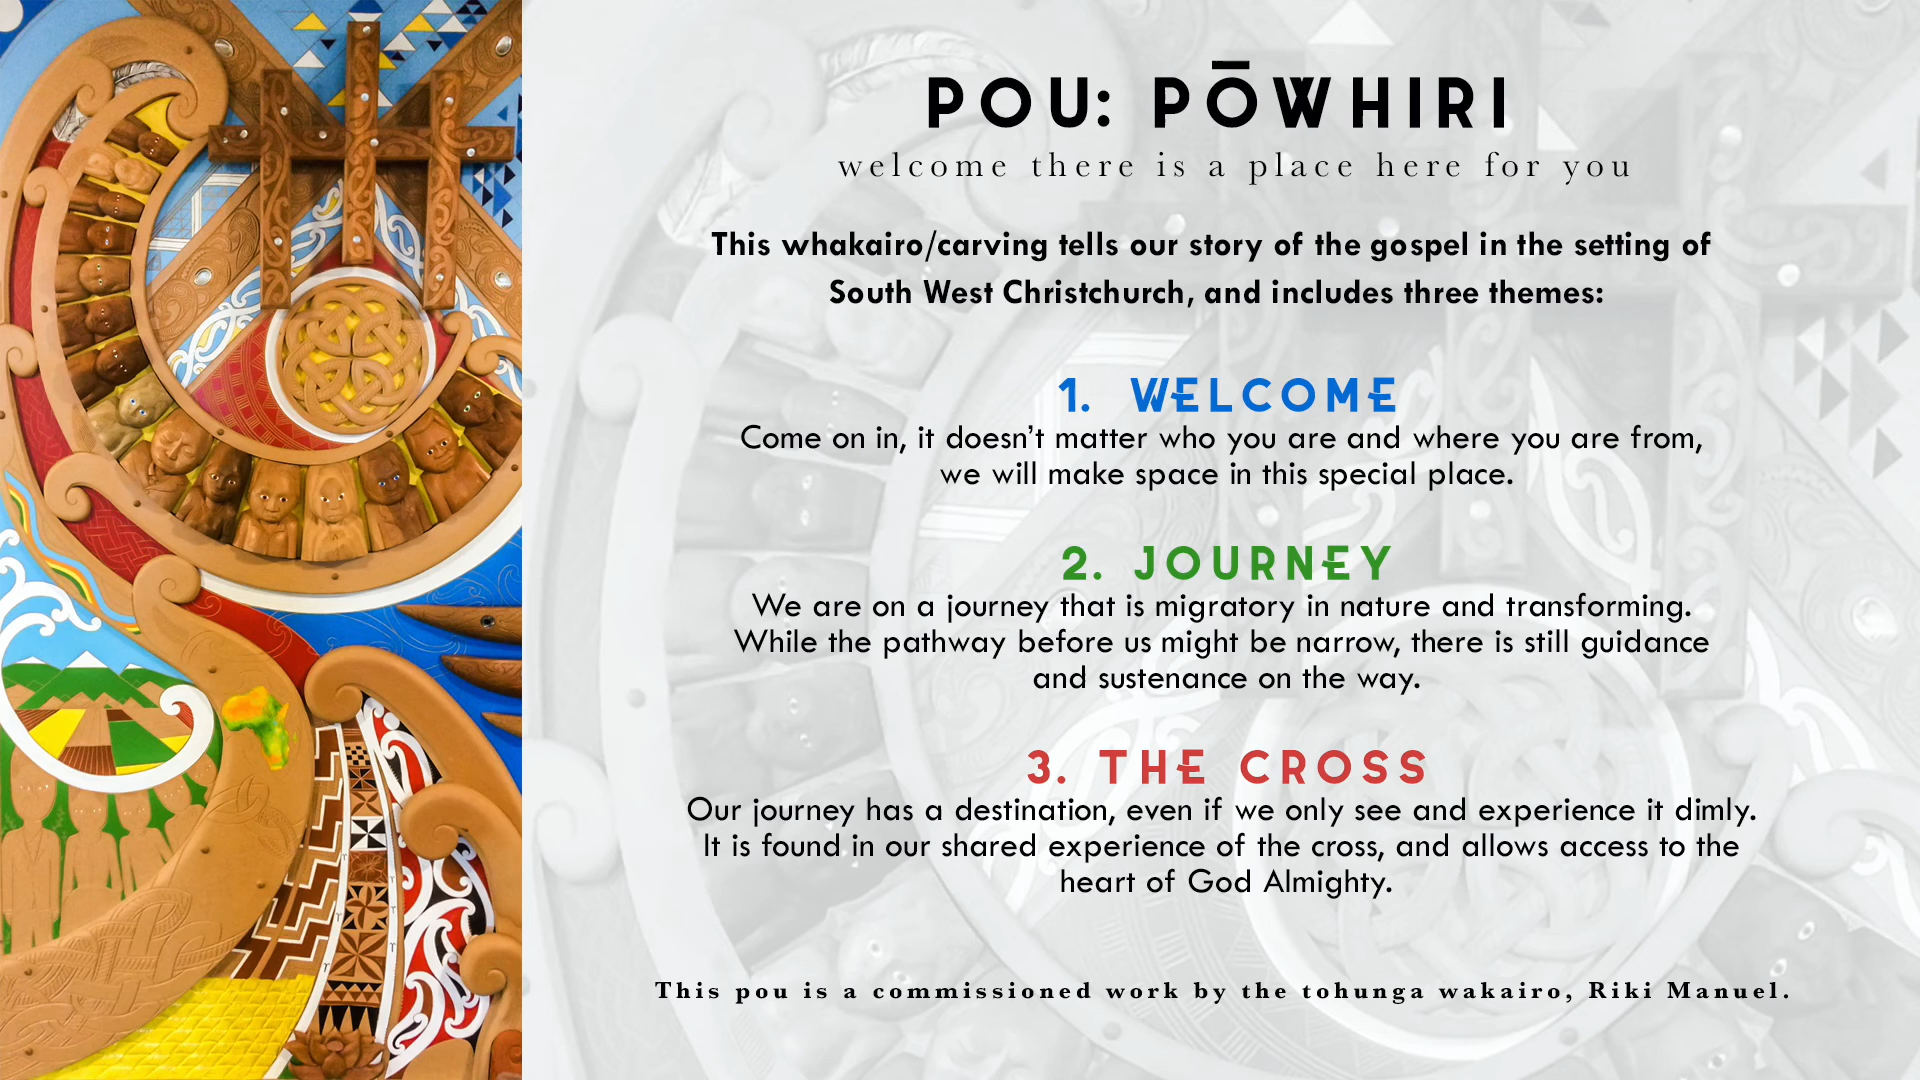 POU: PŌWHIRI
welcome there is a place here for you
This whakairo/carving tells our story of the gospel in the setting of
South West Christchurch, and includes three themes:
1. WELCOME
Come on in, it doesn’t matter who you are and where you are from,
we will make space in this special place.
2. JOURNEY
We are on a journey that is migratory in nature and transforming.
While the pathway before us might be narrow, there is still guidance
and sustenance on the way.
3. THE CROSS
Our journey has a destination, even if we only see and experience it dimly.
It is found in our shared experience of the cross, and allows access to the
heart of God Almighty.
This pou is a commissioned work by the tohunga wakairo, Riki Manuel.